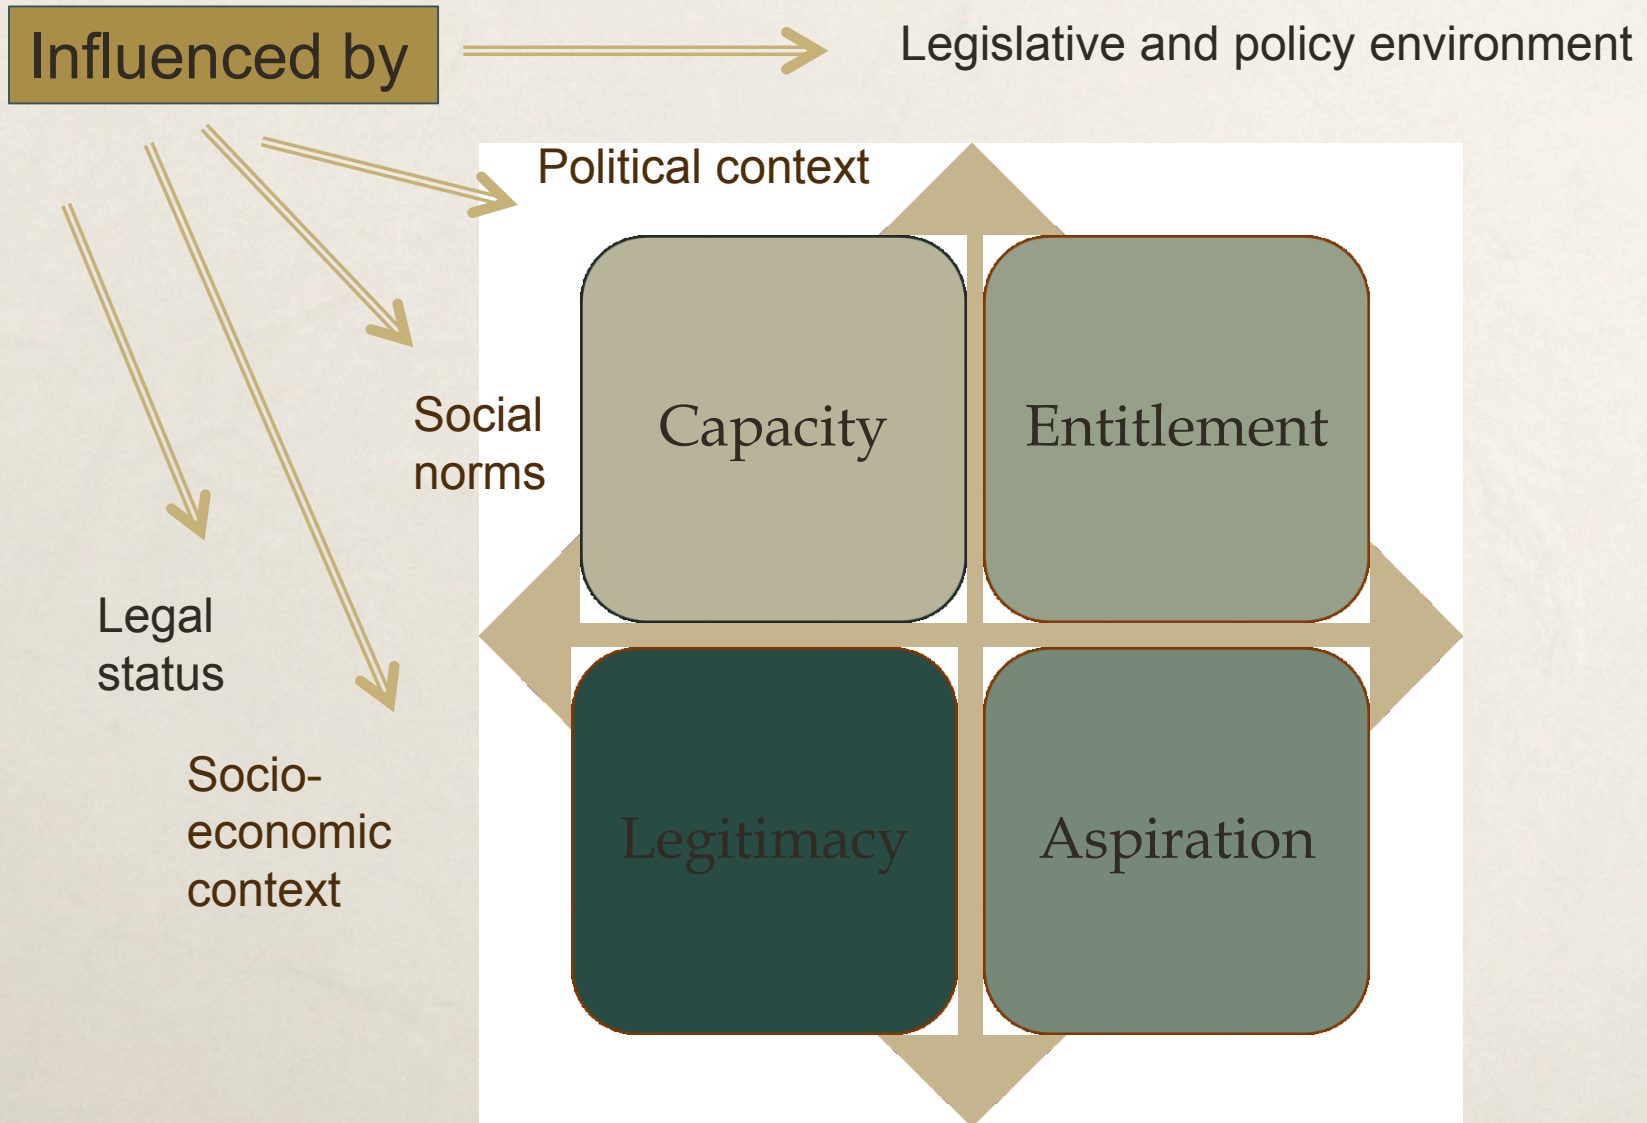 Influenced by
Legislative and policy environment
Political context
Social
norms
Capacity
Entitlement
Legal
status
Socio-
economic
context
Legitimacy
Aspiration